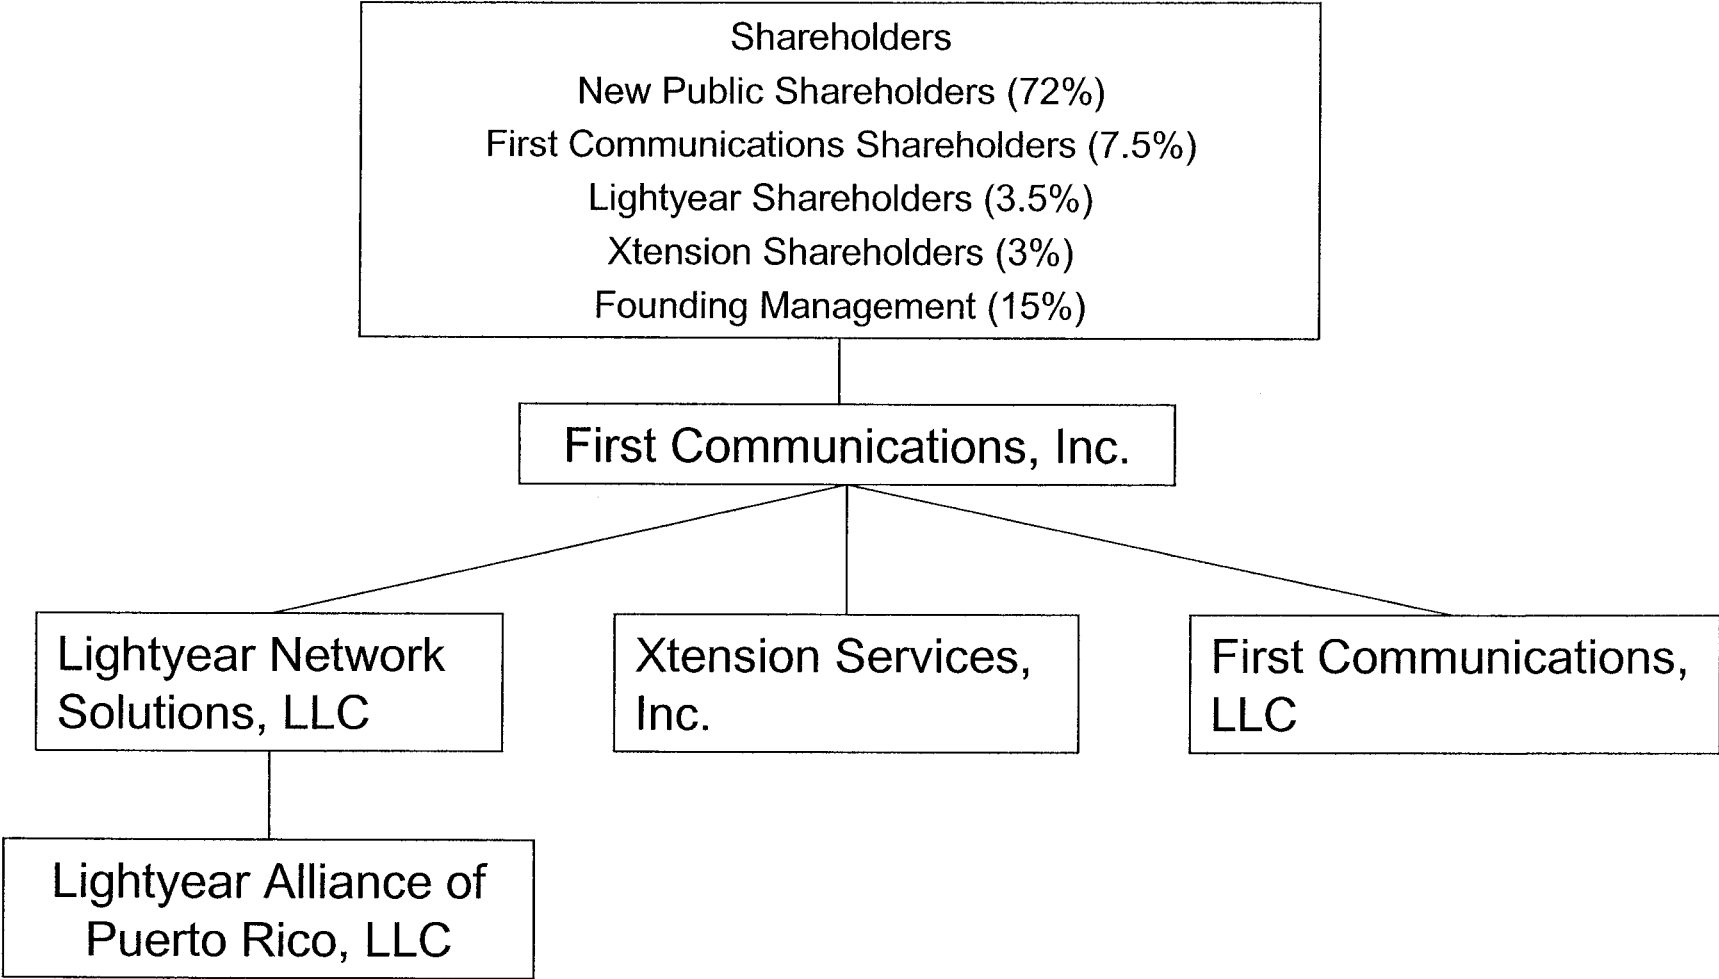 Shareholders
New Public Shareholders (72%)
First Communications Shareholders (7.5%)
Lightyear Shareholders (3.5%)
Xtension Shareholders (3%)
Founding Management (15%)
First Communications, Inc.
Lightyear Network
Solutions, LLC
Xtension Services,
Inc.
First Communications,
LLC
Lightyear Alliance of
Puerto Rico, LLC